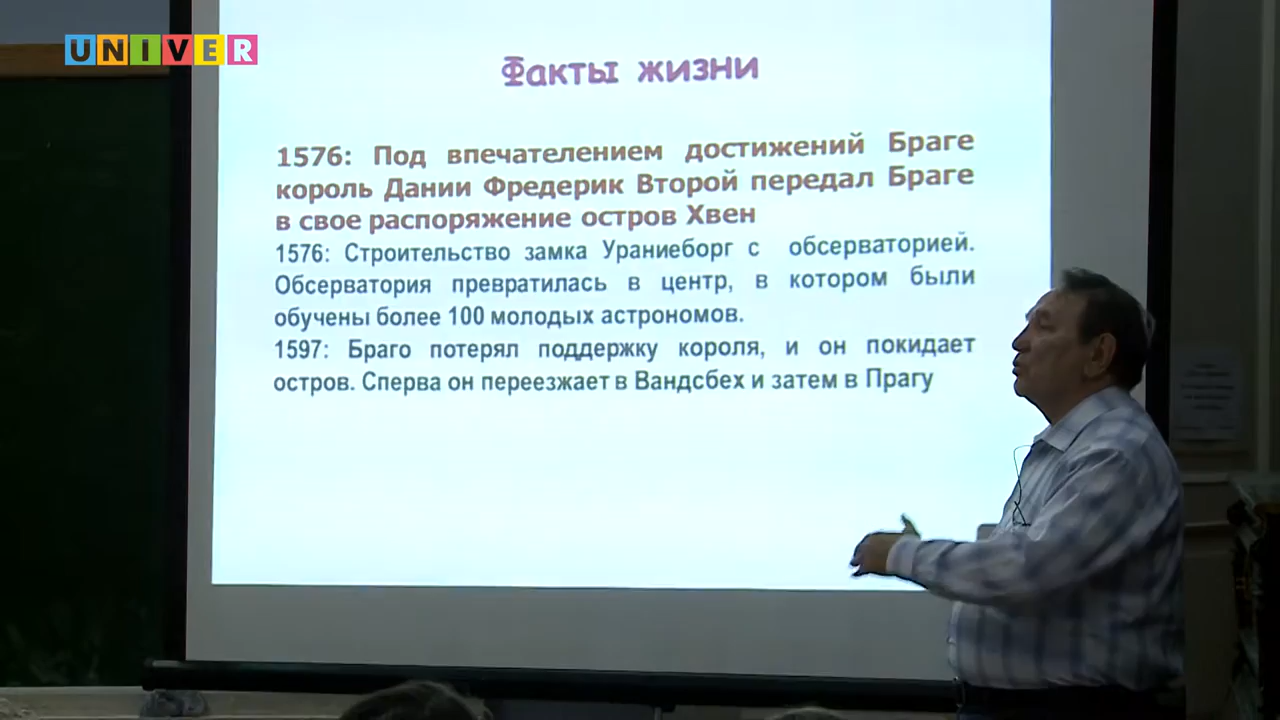 UNIVER
Факты жизни
1576: Под впечателением достижений Браге
король Дании Фредерик Второй передал Браге
в свое распоряжение остров Хвен
1576: Строительство замка Ураниеборг с обсерваторией.
Обсерватория превратилась в центр, в котором были
обучены более 100 молодых астрономов.
1597: Браго потерял поддержку короля, и он покидает
остров. Сперва он переезжает в Вандсбех и затем в Прагу